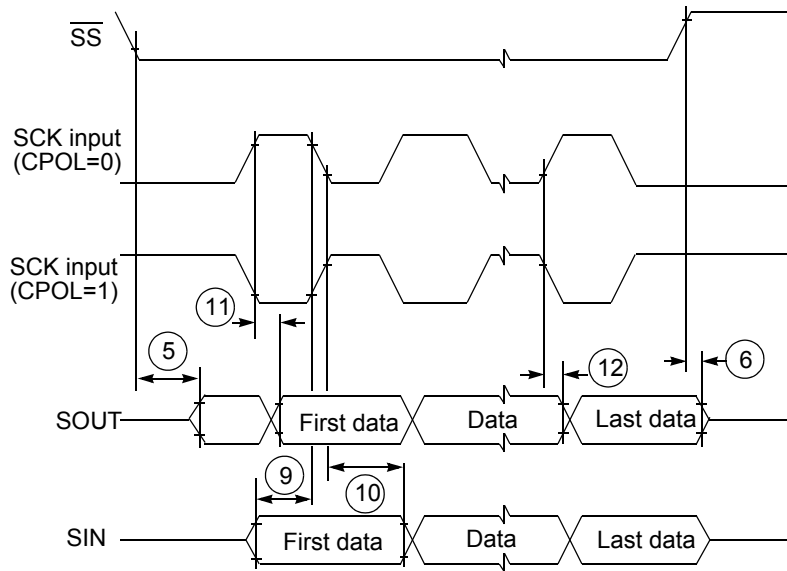 SS
SCK input
(CPOL=0)
SCK input
(CPOL=1)
11
5
12
6
SOUT
First data
Data
Last data
9
10
SIN
First data
Data
Last data